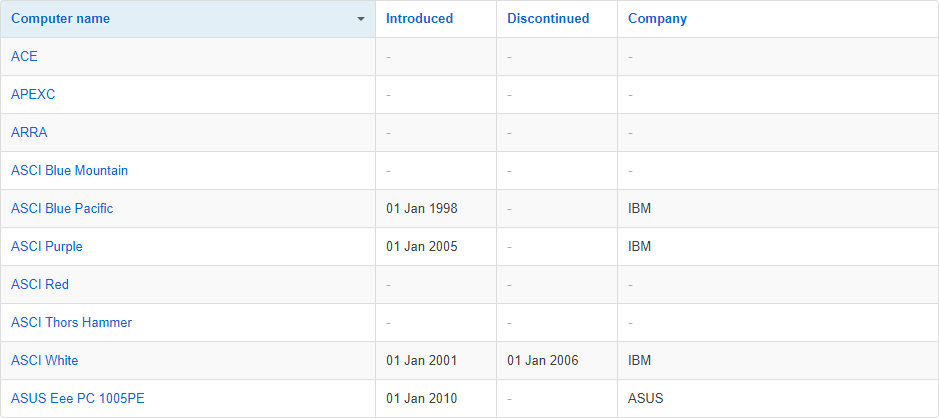 Computer name Introduced Discontinued Company
ACE - - -
APEXC - - -
ARRA - - -
ASCI Blue Mountain - - -
ASCI Blue Pacific 01 Jan 1998 - IBM
ASCI Purple 01 Jan 2005 - IBM
ASCI Red - - -
ASCI Thors Hammer - - -
ASCI White 01 Jan 2001 01 Jan 2006 IBM
ASUS Eee PC 1005PE 01 Jan 2010 - ASUS